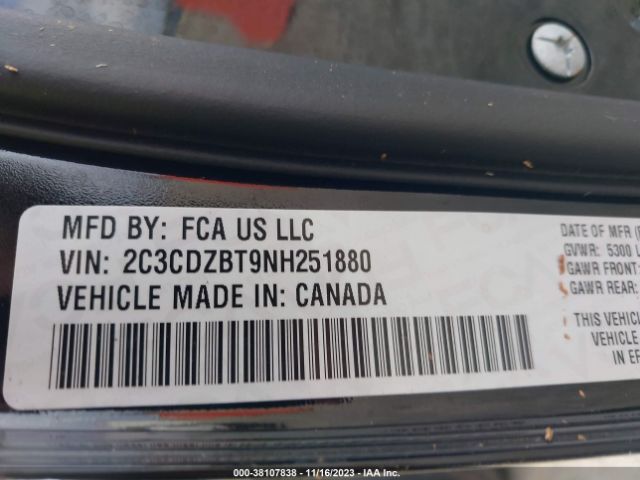 MFD BY: FCA US LLC
VIN: 2C3CDZBT9NH251880
VEHICLE MADE IN: CANADA
DATE OF MFR
GVWR: 5300
GAWR FRONT:
GAWR REAR:
THIS VEHICLE
VEHICLE
IN
000-38107838 - 11/16/2023 - IAA Inc.